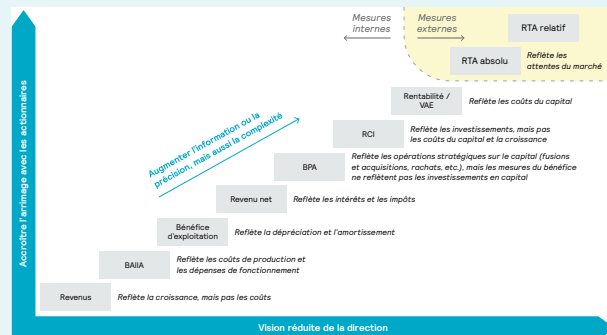 Mesures
internes
Mesures
externes
RTA relatif
RTA absolu
Reflète les
attentes du marché
Rentabilité /
VAE
Reflète les coûts du capital
RCI
Reflète les investissements, mais pas
les coûts du capital et la croissance
BPA
Reflète les opérations stratégiques sur le capital (fusions
et acquisitions, rachats, etc.), mais les mesures du bénéfice
ne reflètent pas les investissements en capital
Augmenter l'information ou la
précision, mais aussi la complexité
Revenu net
Reflète les intérêts et les impôts
Bénéfice
d'exploitation
Reflète la dépréciation et l'amortissement
BAIIA
Reflète les coûts de production et
les dépenses de fonctionnement
Revenus
Reflète la croissance, mais pas les coûts
Accroître l'arrimage avec les actionnaires
Vision réduite de la direction